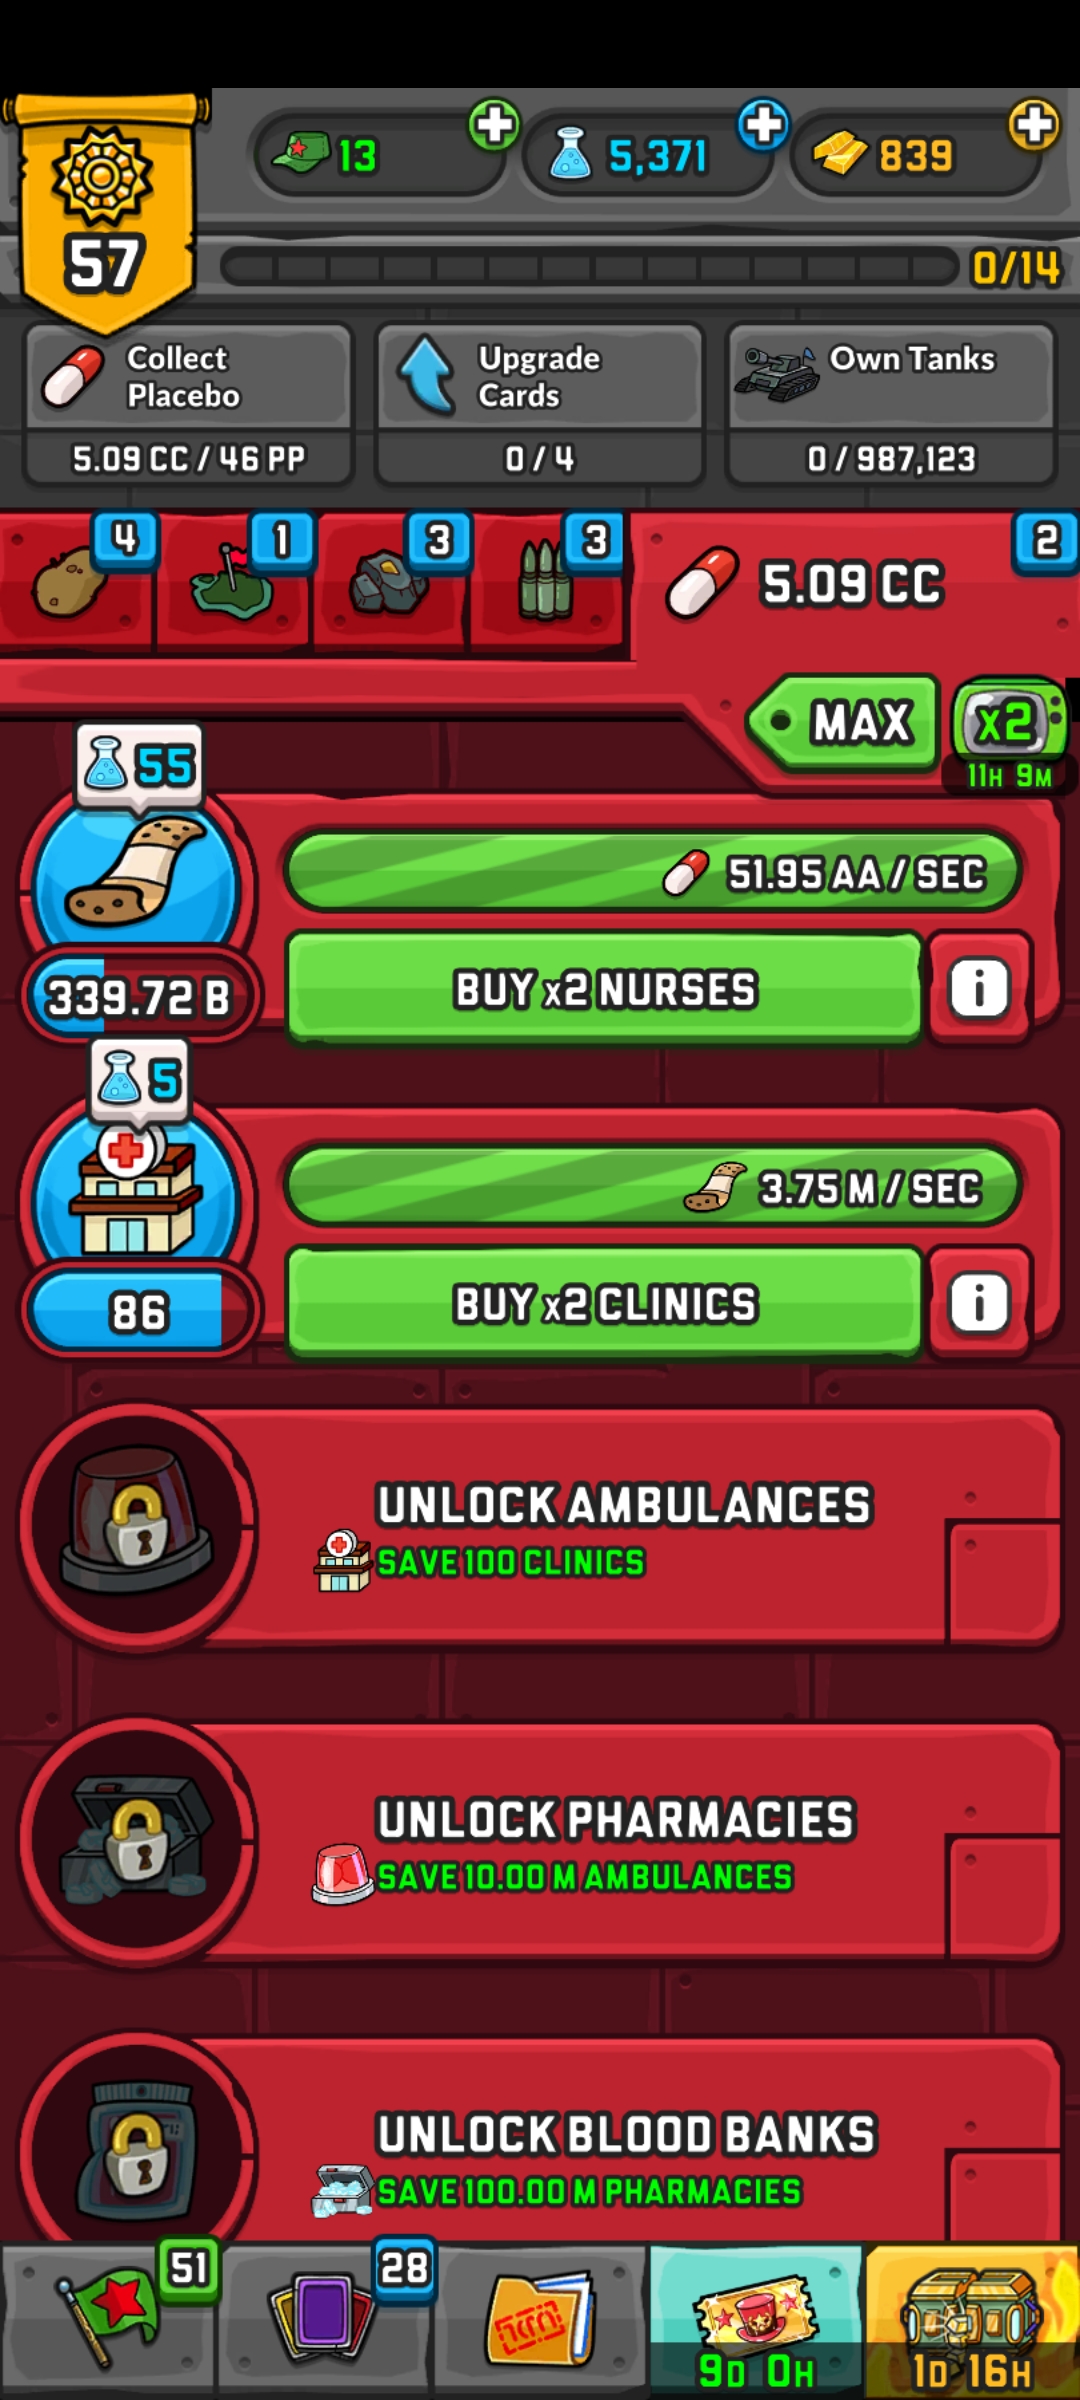 13
5,371
839
57
0/14
Collect
Placebo
5.09 CC / 46 PP
Upgrade
Cards
0 / 4
Own Tanks
0 / 987,123
4
1
3
3
5.09 CC
2
MAX
x2
11H 9M
55
51.95 AA / SEC
339.72 B
BUY x2 NURSES
i
5
3.75 M / SEC
86
BUY x2 CLINICS
i
UNLOCK AMBULANCES
SAVE 100 CLINICS
UNLOCK PHARMACIES
SAVE 10.00 M AMBULANCES
UNLOCK BLOOD BANKS
SAVE 100.00 M PHARMACIES
51
28
9D 0H
1D 16H